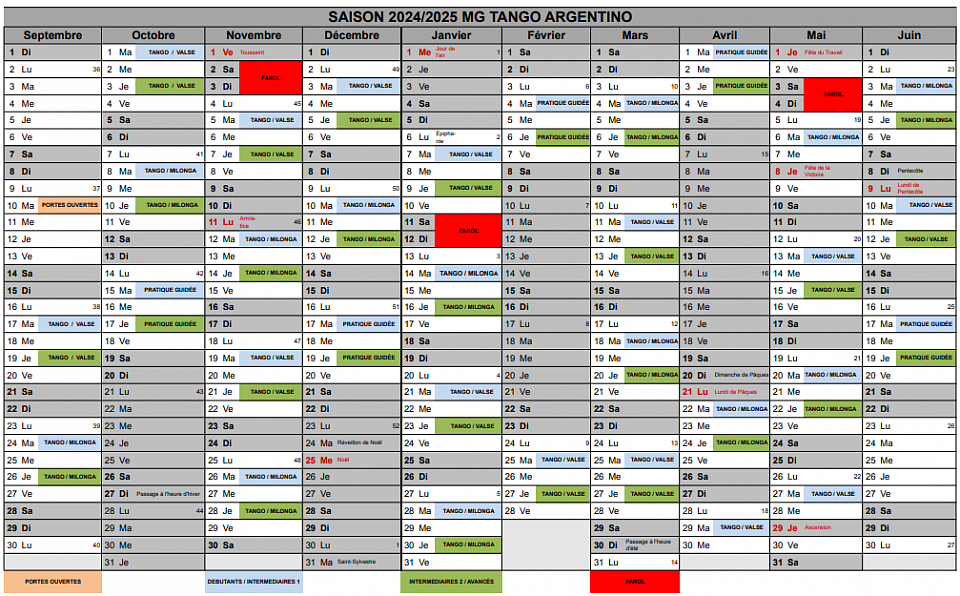 SAISON 2024/2025 MG TANGO ARGENTINO
Septembre Octobre Novembre Décembre Janvier Février Mars Avril Mai Juin
1 Di 1 Ma TANGO / VALSE 1 Ve Toussaint 1 Di 1 Me Jour de l'an 1 1 Sa 1 Sa 1 Ma PRATIQUE GUIDÉE 1 Je Fête du Travail 1 Di
2 Lu 36 2 Me 2 Sa FAROL 2 Lu 49 2 Je 2 Di 2 Di 2 Me 2 Ve 2 Lu 23
3 Ma 3 Je TANGO / VALSE 3 Di 3 Ma TANGO / VALSE 3 Ve 3 Lu 6 3 Lu 10 3 Je PRATIQUE GUIDÉE 3 Sa FAROL 3 Ma TANGO / MILONGA
4 Me 4 Ve 4 Lu 45 4 Me 4 Sa 4 Ma PRATIQUE GUIDÉE 4 Ma TANGO / MILONGA 4 Ve 4 Di 4 Me
5 Je 5 Sa 5 Ma TANGO / VALSE 5 Je TANGO / VALSE 5 Di 5 Me 5 Me 5 Sa 5 Lu 19 5 Je TANGO / MILONGA
6 Ve 6 Di 6 Me 6 Ve 6 Lu Épipha-nie 2 6 Je PRATIQUE GUIDÉE 6 Je TANGO / MILONGA 6 Di 6 Ma TANGO / MILONGA 6 Ve
7 Sa 7 Lu 41 7 Je TANGO / VALSE 7 Sa 7 Ma TANGO / VALSE 7 Ve 7 Ve 7 Lu 15 7 Me 7 Sa
8 Di 8 Ma TANGO / MILONGA 8 Ve 8 Di 8 Me 8 Sa 8 Sa 8 Ma 8 Je Fête de la Victoire 8 Di Pentecôte
9 Lu 37 9 Me 9 Sa 9 Lu 50 9 Je TANGO / VALSE 9 Di 9 Di 9 Me 9 Ve 9 Lu Lundi de Pentecôte
10 Ma PORTES OUVERTES 10 Je TANGO / MILONGA 10 Di 10 Ma TANGO / MILONGA 10 Ve 10 Lu 7 10 Lu 11 10 Je 10 Sa 10 Ma TANGO / VALSE
11 Me 11 Ve 11 Lu Armis-tice 46 11 Me 11 Sa FAROL 11 Ma 11 Ma TANGO / VALSE 11 Ve 11 Di 11 Me
12 Je 12 Sa 12 Ma TANGO / MILONGA 12 Je TANGO / MILONGA 12 Di 12 Me 12 Me 12 Sa 12 Lu 20 12 Je TANGO / VALSE
13 Ve 13 Di 13 Me 13 Ve 13 Lu 3 13 Je 13 Je TANGO / VALSE 13 Di 13 Ma TANGO / VALSE 13 Ve
14 Sa 14 Lu 42 14 Je TANGO / MILONGA 14 Sa 14 Ma TANGO / MILONGA 14 Ve 14 Ve 14 Lu 16 14 Me 14 Sa
15 Di 15 Ma PRATIQUE GUIDÉE 15 Ve 15 Di 15 Me 15 Sa 15 Sa 15 Ma 15 Je TANGO / VALSE 15 Di
16 Lu 38 16 Me 16 Sa 16 Lu 51 16 Je TANGO / MILONGA 16 Di 16 Di 16 Me 16 Ve 16 Lu 25
17 Ma TANGO / VALSE 17 Je PRATIQUE GUIDÉE 17 Di 17 Ma PRATIQUE GUIDÉE 17 Ve 17 Lu 8 17 Lu 12 17 Je 17 Sa 17 Ma PRATIQUE GUIDÉE
18 Me 18 Ve 18 Lu 47 18 Me 18 Sa 18 Ma 18 Ma TANGO / MILONGA 18 Ve 18 Di 18 Me
19 Je TANGO / VALSE 19 Sa 19 Ma TANGO / VALSE 19 Je PRATIQUE GUIDÉE 19 Di 19 Me 19 Me 19 Sa 19 Lu 21 19 Je PRATIQUE GUIDÉE
20 Ve 20 Di 20 Me 20 Ve 20 Lu 4 20 Je 20 Je TANGO / MILONGA 20 Di Dimanche de Pâques 20 Ma TANGO / MILONGA 20 Ve
21 Sa 21 Lu 43 21 Je TANGO / VALSE 21 Sa 21 Ma TANGO / VALSE 21 Ve 21 Ve 21 Lu Lundi de Pâques 21 Me 21 Sa
22 Di 22 Ma 22 Ve 22 Di 22 Me 22 Sa 22 Sa 22 Ma TANGO / MILONGA 22 Je TANGO / MILONGA 22 Di
23 Lu 39 23 Me 23 Sa 23 Lu 52 23 Je TANGO / VALSE 23 Di 23 Di 23 Me 23 Ve 23 Lu 26
24 Ma TANGO / MILONGA 24 Je 24 Di 24 Ma Réveillon de Noël 24 Ve 24 Lu 9 24 Lu 13 24 Je TANGO / MILONGA 24 Sa 24 Ma
25 Me 25 Ve 25 Lu 48 25 Me Noël 25 Sa 25 Ma TANGO / VALSE 25 Ma TANGO / VALSE 25 Ve 25 Di 25 Me
26 Je TANGO / MILONGA 26 Sa 26 Ma TANGO / MILONGA 26 Je 26 Di 26 Me 26 Me 26 Sa 26 Lu 22 26 Je
27 Ve 27 Di Passage à l'heure d'hiver 27 Me 27 Ve 27 Lu 5 27 Je TANGO / VALSE 27 Je TANGO / VALSE 27 Di 27 Ma TANGO / VALSE 27 Ve
28 Sa 28 Lu 44 28 Je TANGO / MILONGA 28 Sa 28 Ma TANGO / MILONGA 28 Ve 28 Ve 28 Lu 18 28 Me 28 Sa
29 Di 29 Ma 29 Ve 29 Di 29 Me 29 Sa 29 Ma TANGO / VALSE 29 Je Ascension 29 Di
30 Lu 40 30 Me 30 Sa 30 Lu 1 30 Je TANGO / MILONGA 30 Di Passage à l'heure d'été 30 Me 30 Ve 30 Lu 27
31 Je 31 Ma Saint-Sylvestre 31 Ve 31 Lu 14 31 Sa
PORTES OUVERTES DEBUTANTS / INTERMEDIAIRES 1 INTERMEDIAIRES 2 / AVANCÉS FAROL